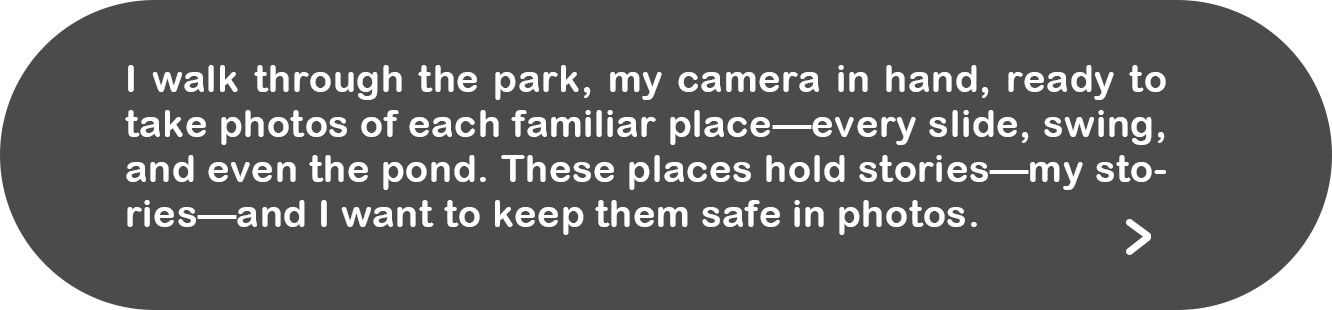 I walk through the park, my camera in hand, ready to
take photos of each familiar place—every slide, swing,
and even the pond. These places hold stories—my sto-
ries—and I want to keep them safe in photos.
>